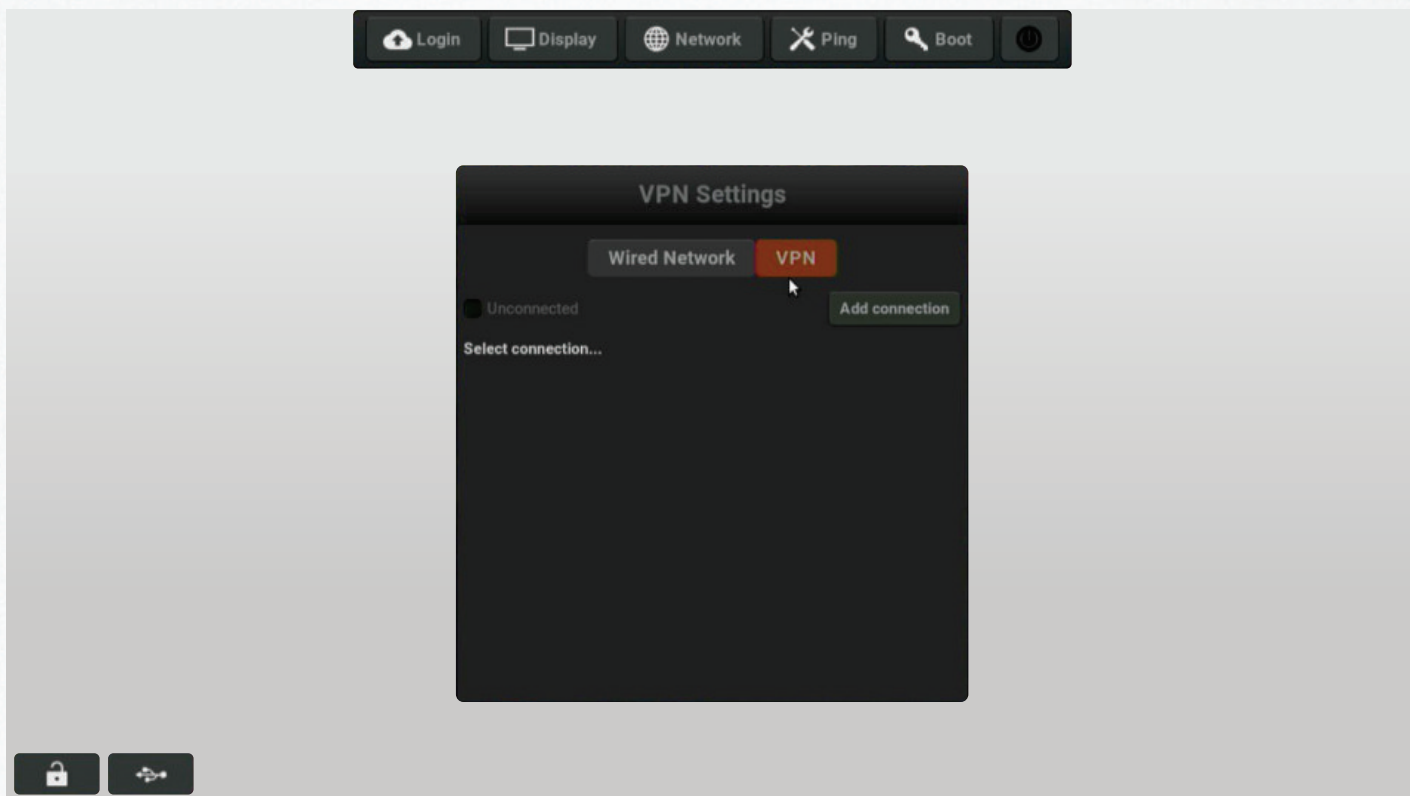 Login Display Network Ping Boot
VPN Settings
Wired Network VPN
Unconnected Add connection
Select connection...